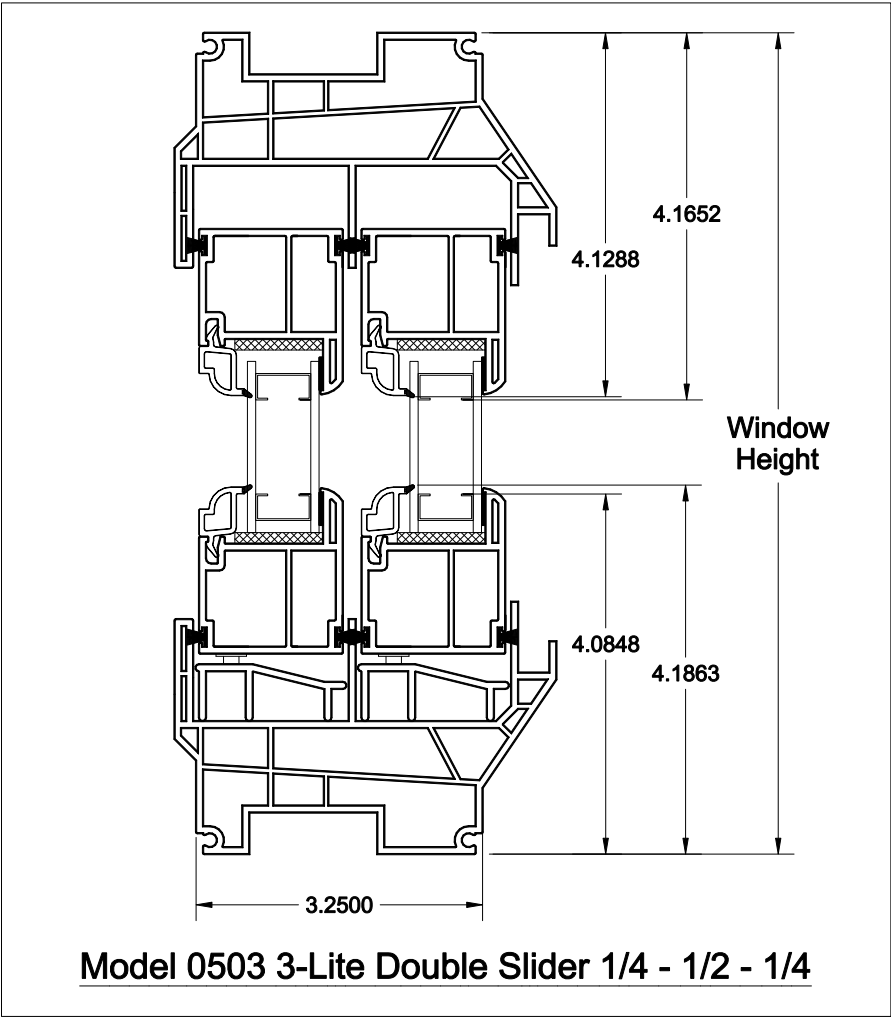 4.1652
4.1288
Window
Height
4.0848
4.1863
3.2500
Model 0503 3-Lite Double Slider 1/4 - 1/2 - 1/4